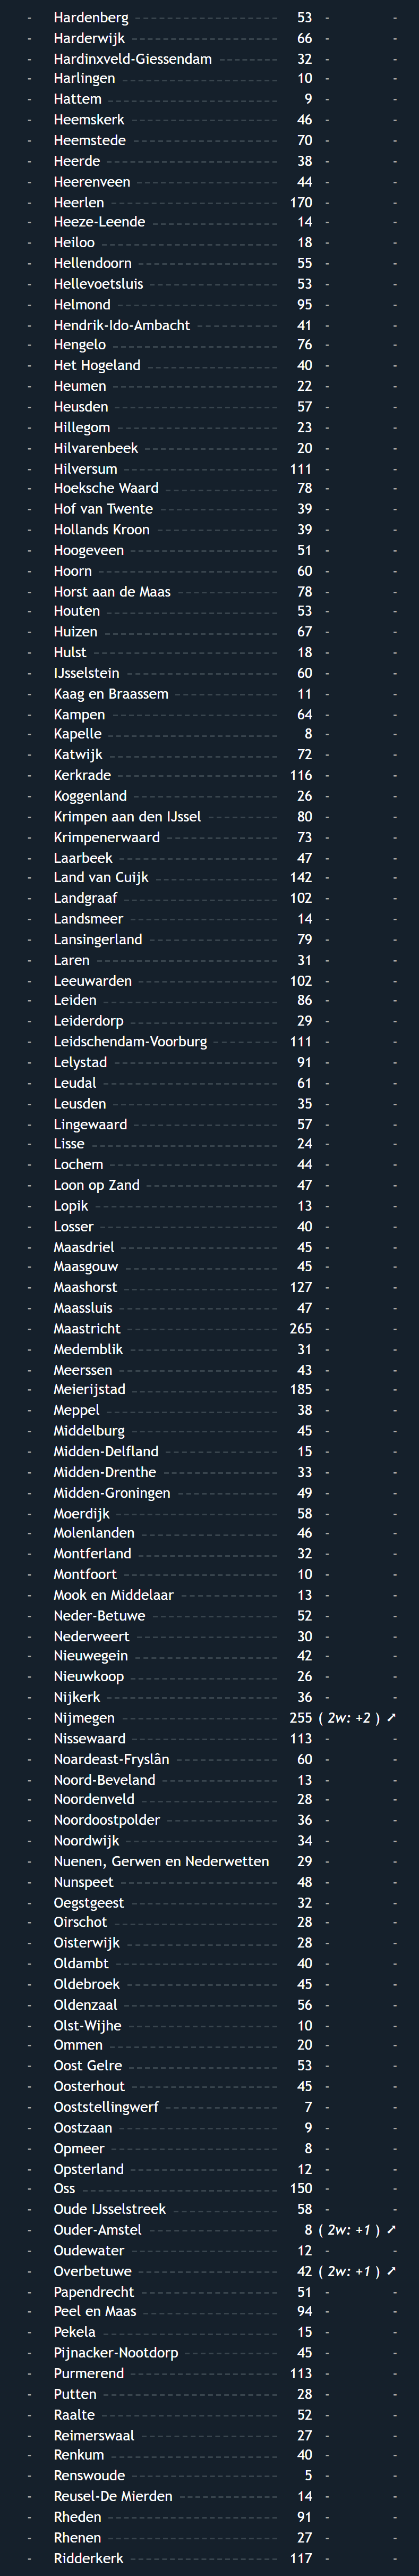 - Hardenberg 53 - -
- Harderwijk 66 - -
- Hardinxveld-Giessendam 32 - -
- Harlingen 10 - -
- Hattem 9 - -
- Heemskerk 46 - -
- Heemstede 70 - -
- Heerde 38 - -
- Heerenveen 44 - -
- Heerlen 170 - -
- Heeze-Leende 14 - -
- Heiloo 18 - -
- Hellendoorn 55 - -
- Hellevoetsluis 53 - -
- Helmond 95 - -
- Hendrik-Ido-Ambacht 41 - -
- Hengelo 76 - -
- Het Hogeland 40 - -
- Heumen 22 - -
- Heusden 57 - -
- Hillegom 23 - -
- Hilvarenbeek 20 - -
- Hilversum 111 - -
- Hoeksche Waard 78 - -
- Hof van Twente 39 - -
- Hollands Kroon 39 - -
- Hoogeveen 51 - -
- Hoorn 60 - -
- Horst aan de Maas 78 - -
- Houten 53 - -
- Huizen 67 - -
- Hulst 18 - -
- IJsselstein 60 - -
- Kaag en Braassem 11 - -
- Kampen 64 - -
- Kapelle 8 - -
- Katwijk 72 - -
- Kerkrade 116 - -
- Koggenland 26 - -
- Krimpen aan den IJssel 80 - -
- Krimpenerwaard 73 - -
- Laarbeek 47 - -
- Land van Cuijk 142 - -
- Landgraaf 102 - -
- Landsmeer 14 - -
- Lansingerland 79 - -
- Laren 31 - -
- Leeuwarden 102 - -
- Leiden 86 - -
- Leiderdorp 29 - -
- Leidschendam-Voorburg 111 - -
- Lelystad 91 - -
- Leudal 61 - -
- Leusden 35 - -
- Lingewaard 57 - -
- Lisse 24 - -
- Lochem 44 - -
- Loon op Zand 47 - -
- Lopik 13 - -
- Losser 40 - -
- Maasdriel 45 - -
- Maasgouw 45 - -
- Maashorst 127 - -
- Maassluis 47 - -
- Maastricht 265 - -
- Medemblik 31 - -
- Meerssen 43 - -
- Meierijstad 185 - -
- Meppel 38 - -
- Middelburg 45 - -
- Midden-Delfland 15 - -
- Midden-Drenthe 33 - -
- Midden-Groningen 49 - -
- Moerdijk 58 - -
- Molenlanden 46 - -
- Montferland 32 - -
- Montfoort 10 - -
- Mook en Middelaar 13 - -
- Neder-Betuwe 52 - -
- Nederweert 30 - -
- Nieuwegein 42 - -
- Nieuwkoop 26 - -
- Nijkerk 36 - -
- Nijmegen 255 ( 2w: +2 ) ➚
- Nissewaard 113 - -
- Noardeast-Fryslân 60 - -
- Noord-Beveland 13 - -
- Noordenveld 28 - -
- Noordoostpolder 36 - -
- Noordwijk 34 - -
- Nuenen, Gerwen en Nederwetten 29 - -
- Nunspeet 48 - -
- Oegstgeest 32 - -
- Oirschot 28 - -
- Oisterwijk 28 - -
- Oldambt 40 - -
- Oldebroek 45 - -
- Oldenzaal 56 - -
- Olst-Wijhe 10 - -
- Ommen 20 - -
- Oost Gelre 53 - -
- Oosterhout 45 - -
- Ooststellingwerf 7 - -
- Oostzaan 9 - -
- Opmeer 8 - -
- Opsterland 12 - -
- Oss 150 - -
- Oude IJsselstreek 58 - -
- Ouder-Amstel 8 ( 2w: +1 ) ➚
- Oudewater 12 - -
- Overbetuwe 42 ( 2w: +1 ) ➚
- Papendrecht 51 - -
- Peel en Maas 94 - -
- Pekela 15 - -
- Pijnacker-Nootdorp 45 - -
- Purmerend 113 - -
- Putten 28 - -
- Raalte 52 - -
- Reimerswaal 27 - -
- Renkum 40 - -
- Renswoude 5 - -
- Reusel-De Mierden 14 - -
- Rheden 91 - -
- Rhenen 27 - -
- Ridderkerk 117 - -